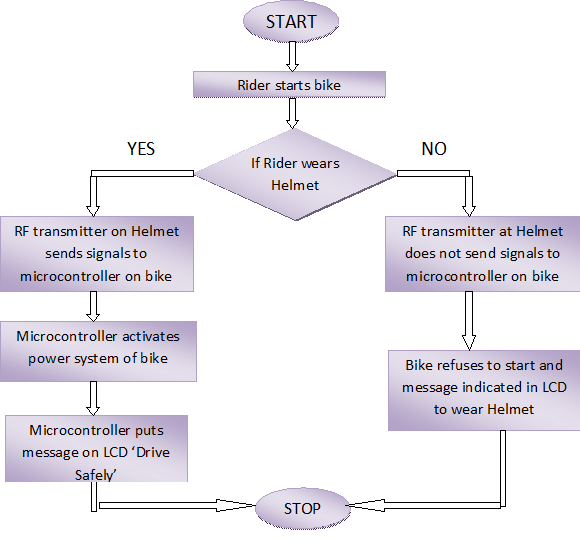 START
Rider starts bike
YES
NO
If Rider wears
Helmet
RF transmitter on Helmet
sends signals to
microcontroller on bike
RF transmitter at Helmet
does not send signals to
microcontroller on bike
Microcontroller activates
power system of bike
Bike refuses to start and
message indicated in LCD
to wear Helmet
Microcontroller puts
message on LCD ‘Drive
Safely’
STOP